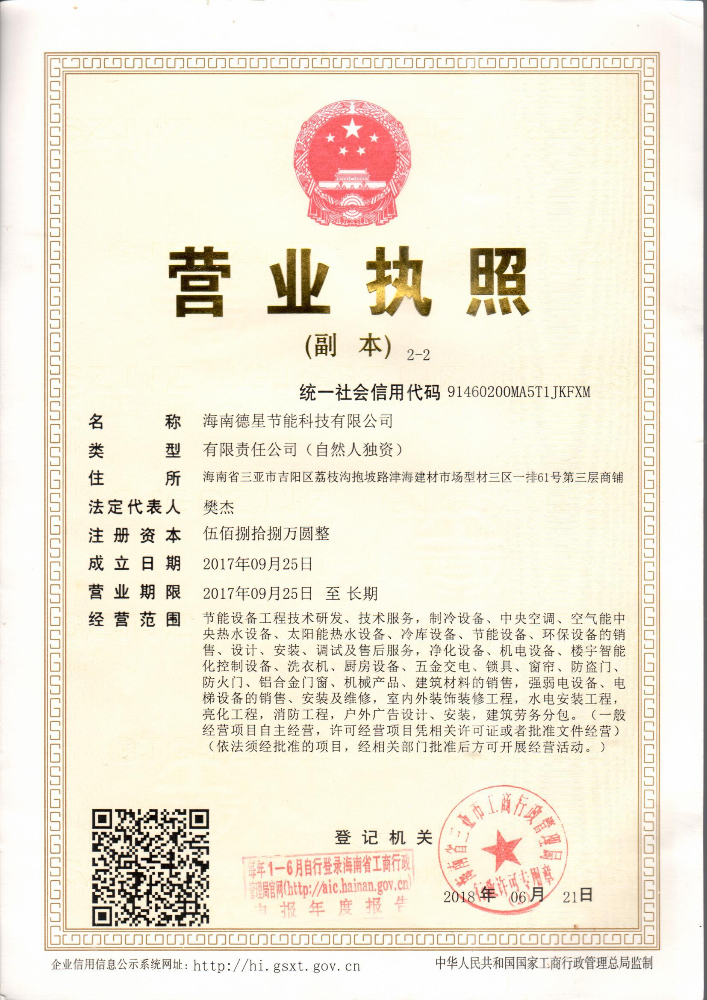 营业执照
(副 本) 2-2
统一社会信用代码 91460200MA5T1JKFXM
名称 海南德星节能科技有限公司
类型 有限责任公司（自然人独资）
住所 海南省三亚市吉阳区荔枝沟抱坡路津海建材市场型材三区一排61号第三层商铺
法定代表人 樊杰
注册资本 伍佰捌拾捌万圆整
成立日期 2017年09月25日
营业期限 2017年09月25日 至 长期
经营范围 节能设备工程技术研发、技术服务，制冷设备、中央空调、空气能中
央热水设备、太阳能热水设备、冷库设备、节能设备、环保设备的销
售、设计、安装、调试及售后服务，净化设备、机电设备、楼宇智能
化控制设备、洗衣机、厨房设备、五金交电、锁具、窗帘、防盗门、
防火门、铝合金门窗、机械产品、建筑材料的销售，强弱电设备、电
梯设备的销售、安装及维修，室内外装饰装修工程，水电安装工程，
亮化工程，消防工程，户外广告设计、安装，建筑劳务分包。（一般
经营项目自主经营，许可经营项目凭相关许可证或者批准文件经营）
（依法须经批准的项目，经相关部门批准后方可开展经营活动。）
登记机关
海南省三亚市工商行政管理局
行政许可专用章
(2)
每年1—6月自行登录海南省工商行政
管理局官网(http://aic.hainan.gov.cn)
申报年度报告
2018年06月21日
企业信用信息公示系统网址: http://hi.gsxt.gov.cn
中华人民共和国国家工商行政管理总局监制